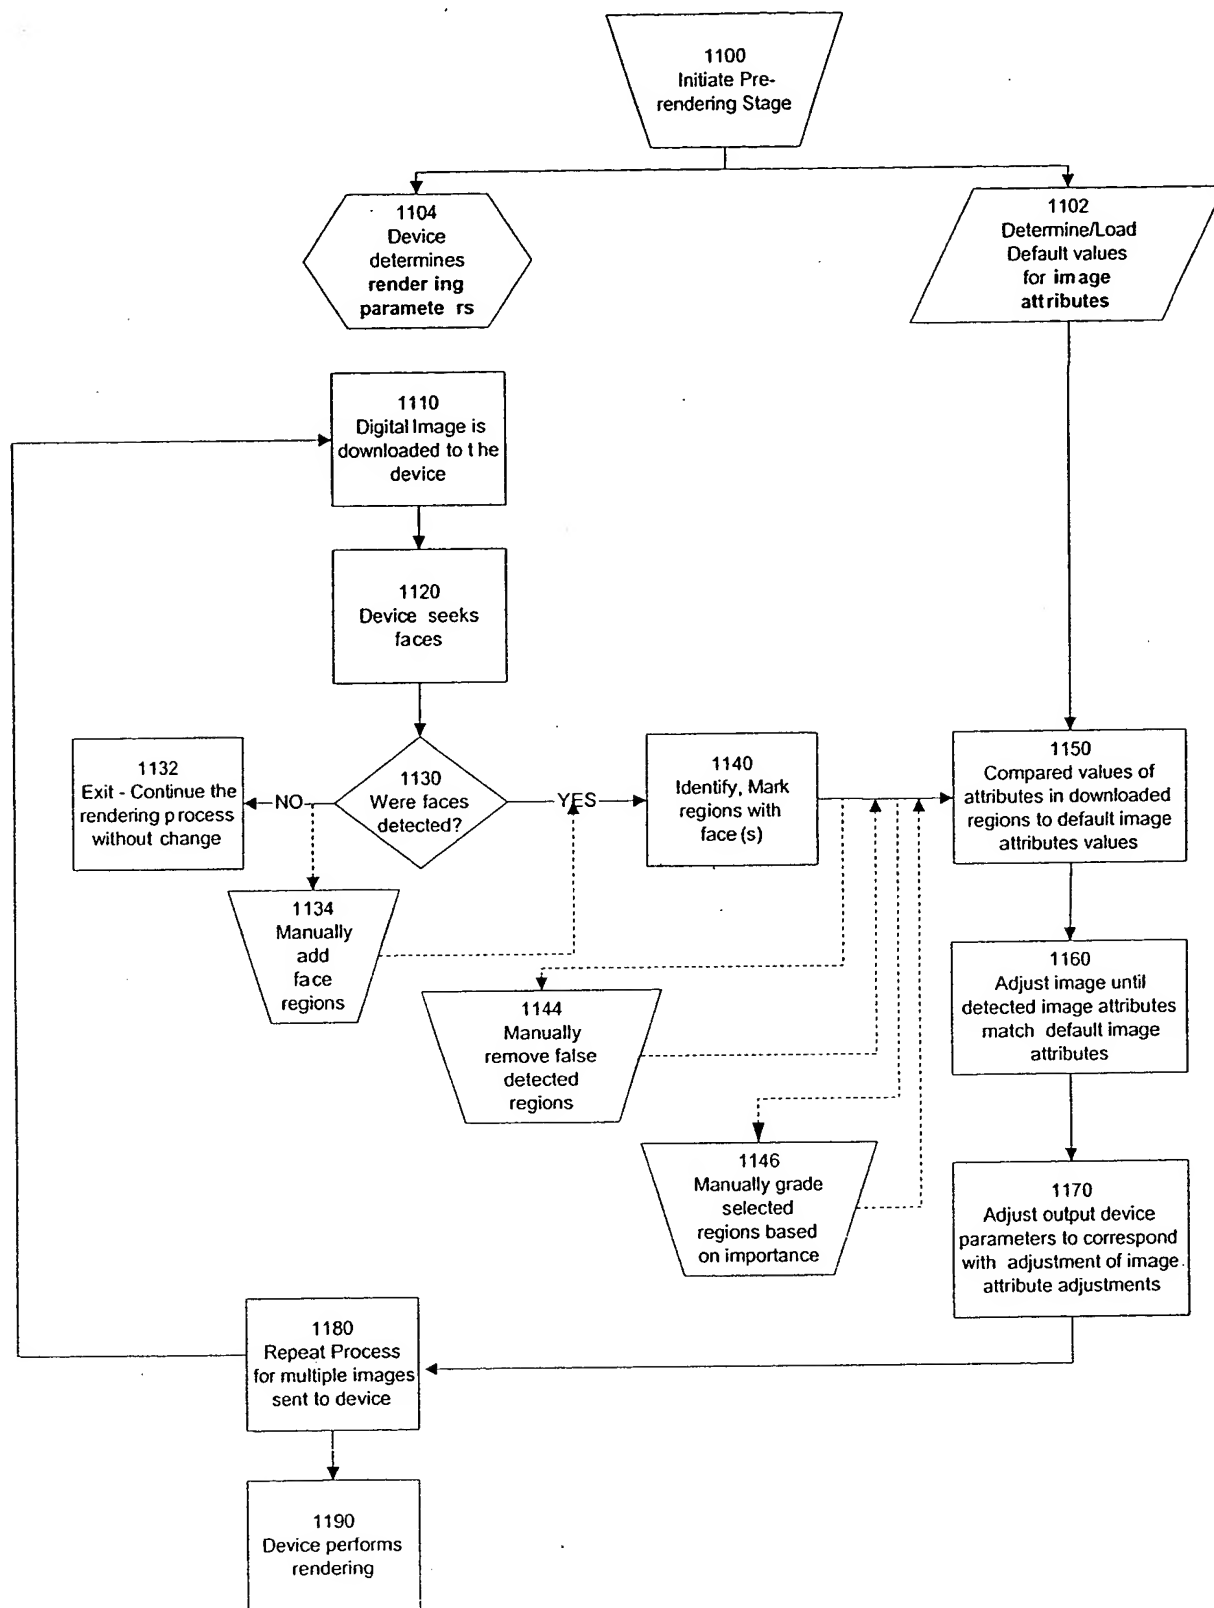 1100
Initiate Pre-
rendering Stage
1104
Device
determines
render ing
paramete rs
1102
Determine/Load
Default values
for image
attributes
1110
Digital Image is
downloaded to t he
device
1120
Device seeks
faces
1132
Exit - Continue the
rendering process
without change
NO
1130
Were faces
detected?
YES
1140
Identify, Mark
regions with
face(s)
1150
Compared values of
attributes in downloaded
regions to default image
attributes values
1134
Manually
add
face
regions
1144
Manually
remove false
detected
regions
1160
Adjust image until
detected image attributes
match default image
attributes
1146
Manually grade
selected
regions based
on importance
1170
Adjust output device
parameters to correspond
with adjustment of image
attribute adjustments
1180
Repeat Process
for multiple images
sent to device
1190
Device performs
rendering